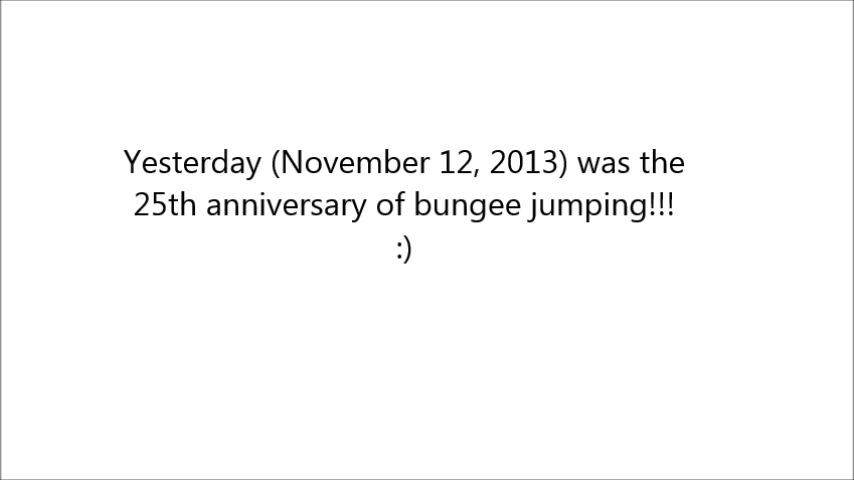 Yesterday (November 12, 2013) was the
25th anniversary of bungee jumping!!!
:)